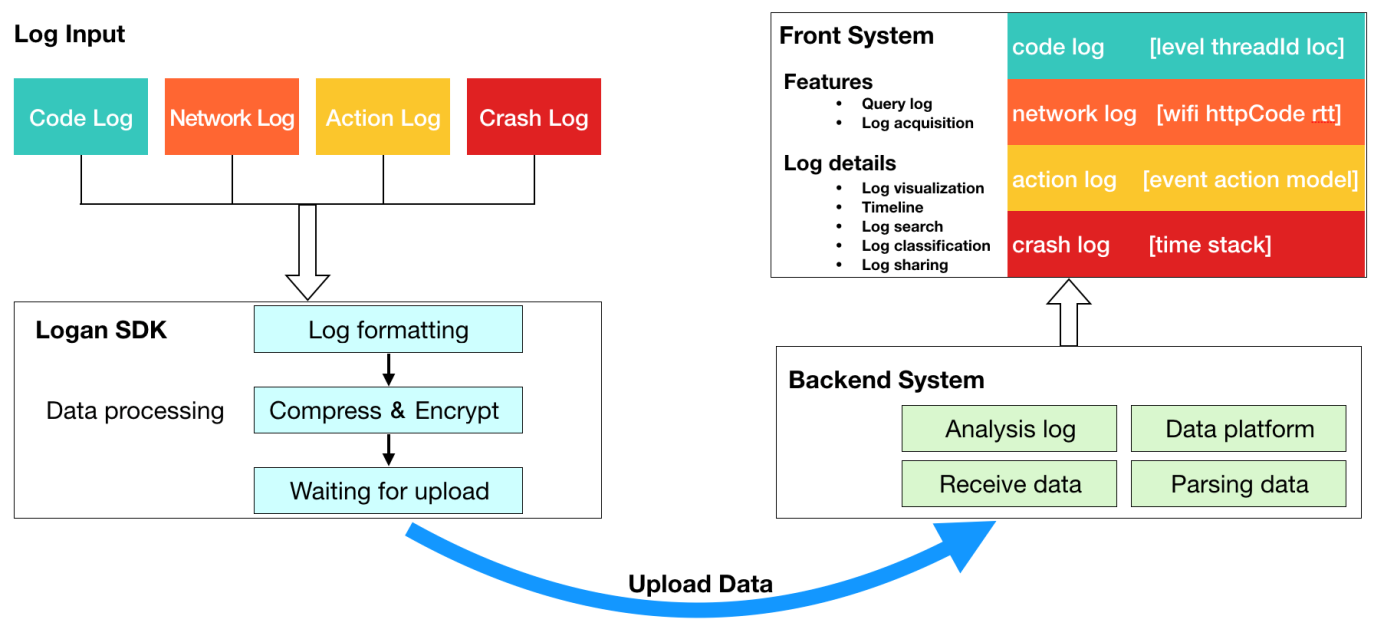 Log Input
Code Log
Network Log
Action Log
Crash Log
Logan SDK
Data processing
Log formatting
Compress & Encrypt
Waiting for upload
Upload Data
Front System
Features
• Query log
• Log acquisition
Log details
• Log visualization
• Timeline
• Log search
• Log classification
• Log sharing
code log [level threadId loc]
network log [wifi httpCode rtt]
action log [event action model]
crash log [time stack]
Backend System
Analysis log
Data platform
Receive data
Parsing data